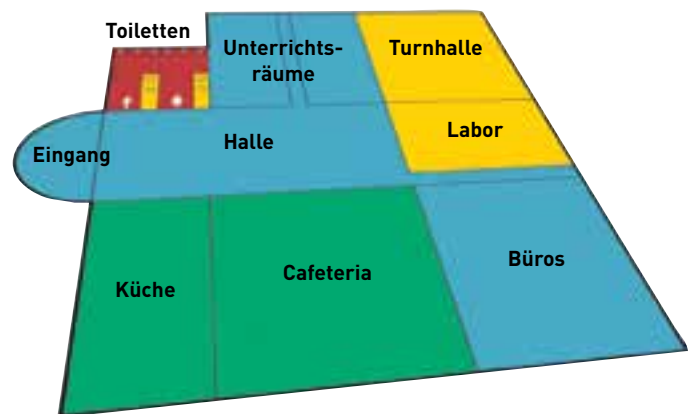 Toiletten
Unterrichts-
räume
Turnhalle
Eingang
Halle
Labor
Küche
Cafeteria
Büros